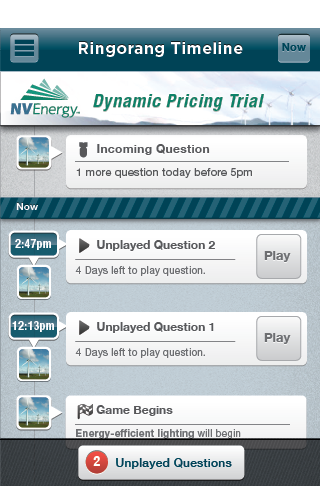 Ringorang Timeline
Now
NVEnergy
Dynamic Pricing Trial
Incoming Question
1 more question today before 5pm
Now
2:47pm
Unplayed Question 2
Play
4 Days left to play question.
12:13pm
Unplayed Question 1
Play
4 Days left to play question.
Game Begins
Energy-efficient lighting will begin
2 Unplayed Questions